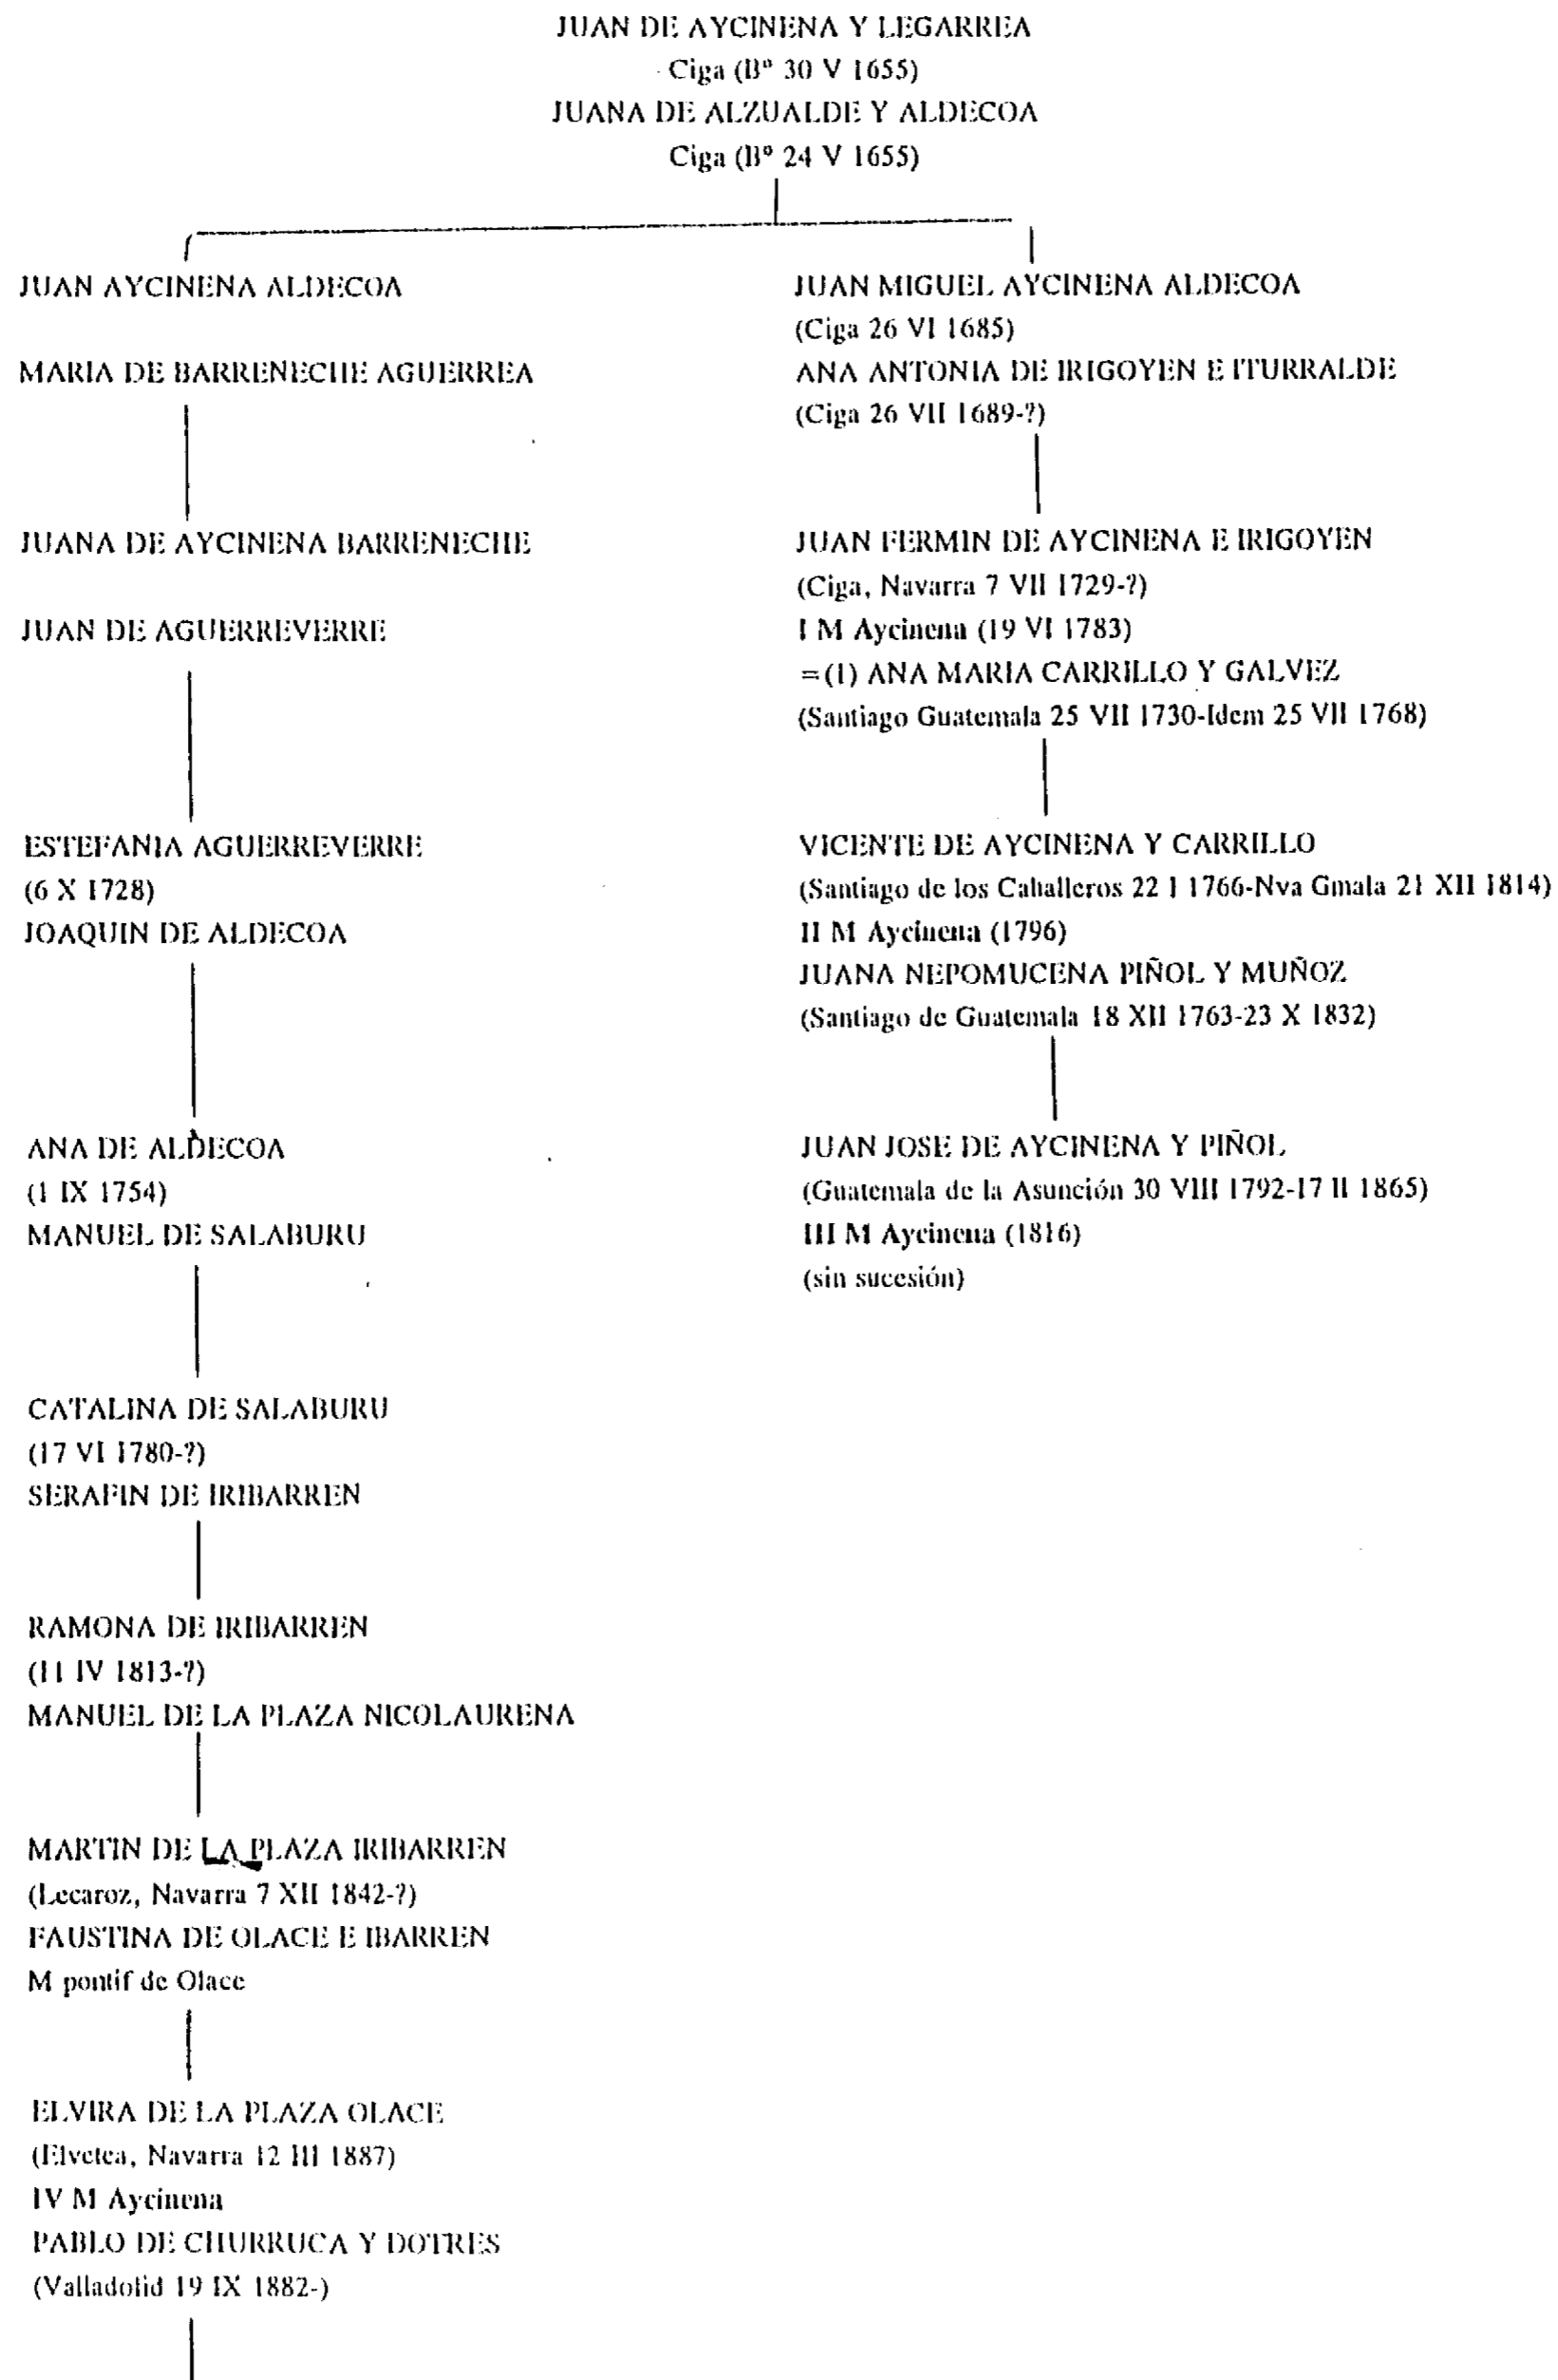 JUAN DE AYCINENA Y LEGARREA
Ciga (Bº 30 V 1655)
JUANA DE ALZUALDE Y ALDECOA
Ciga (Bº 24 V 1655)
JUAN AYCINENA ALDECOA
MARIA DE BARRENECHE AGUERREA
JUANA DE AYCINENA BARRENECHE
JUAN DE AGUERREVERRE
ESTEFANIA AGUERREVERRE
(6 X 1728)
JOAQUIN DE ALDECOA
ANA DE ALDECOA
(1 IX 1754)
MANUEL DE SALABURU
CATALINA DE SALABURU
(17 VI 1780-?)
SERAFIN DE IRIBARREN
RAMONA DE IRIBARREN
(11 IV 1813-?)
MANUEL DE LA PLAZA NICOLAURENA
MARTIN DE LA PLAZA IRIBARREN
(Lecaroz, Navarra 7 XII 1842-?)
FAUSTINA DE OLACE E IBARREN
M pontif de Olace
ELVIRA DE LA PLAZA OLACE
(Elvetea, Navarra 12 III 1887)
IV M Aycinena
PABLO DE CHURRUCA Y DOTRES
(Valladolid 19 IX 1882-)
JUAN MIGUEL AYCINENA ALDECOA
(Ciga 26 VI 1685)
ANA ANTONIA DE IRIGOYEN E ITURRALDE
(Ciga 26 VII 1689-?)
JUAN FERMIN DE AYCINENA E IRIGOYEN
(Ciga, Navarra 7 VII 1729-?)
I M Aycinena (19 VI 1783)
=(1) ANA MARIA CARRILLO Y GALVEZ
(Santiago Guatemala 25 VII 1730-Idem 25 VII 1768)
VICENTE DE AYCINENA Y CARRILLO
(Santiago de los Caballeros 22 I 1766-Nva Gmala 21 XII 1814)
II M Aycinena (1796)
JUANA NEPOMUCENA PIÑOL Y MUÑOZ
(Santiago de Guatemala 18 XII 1763-23 X 1832)
JUAN JOSE DE AYCINENA Y PIÑOL
(Guatemala de la Asunción 30 VIII 1792-17 II 1865)
III M Aycinena (1816)
(sin sucesión)